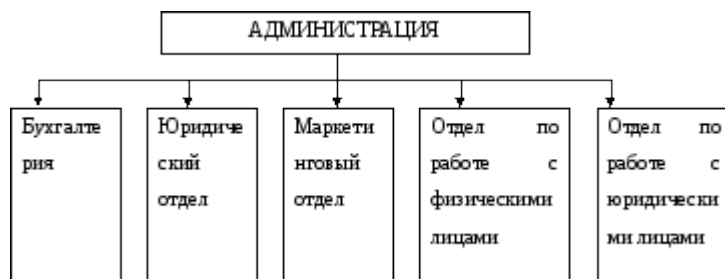 АДМИНИСТРАЦИЯ
Бухгалте
рия
Юридиче
ский
отдел
Маркети
нговый
отдел
Отдел по
работе с
физическими
лицами
Отдел по
работе с
юридически
ми лицами